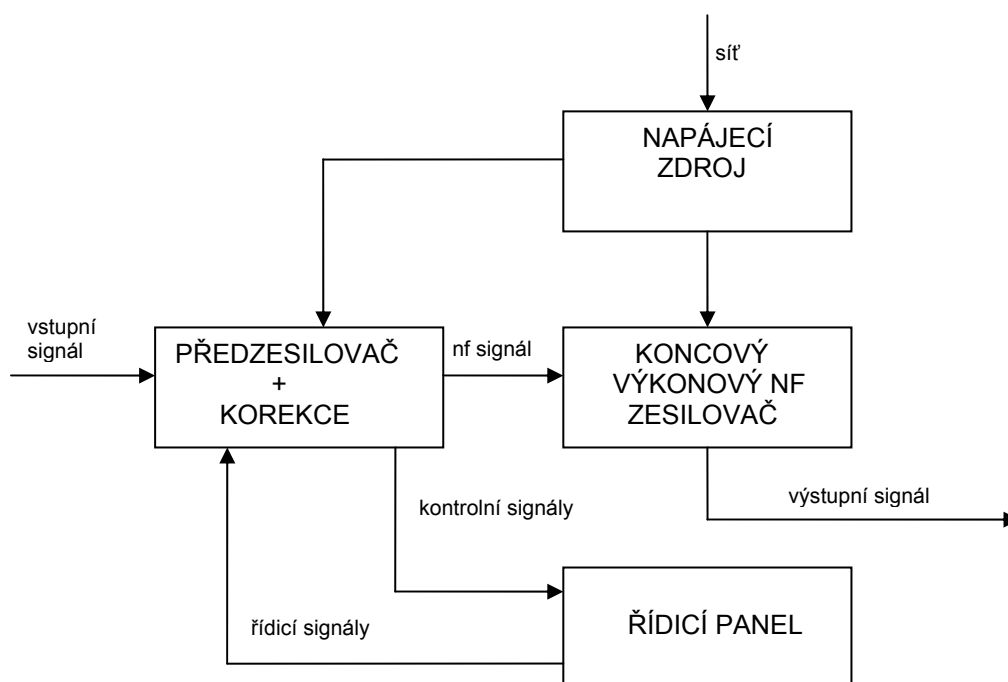 síť
NAPÁJECÍ
ZDROJ
vstupní
signál
PŘEDZESILOVAČ
+
KOREKCE
nf signál
KONCOVÝ
VÝKONOVÝ NF
ZESILOVAČ
kontrolní signály
výstupní signál
řídicí signály
ŘÍDICÍ PANEL